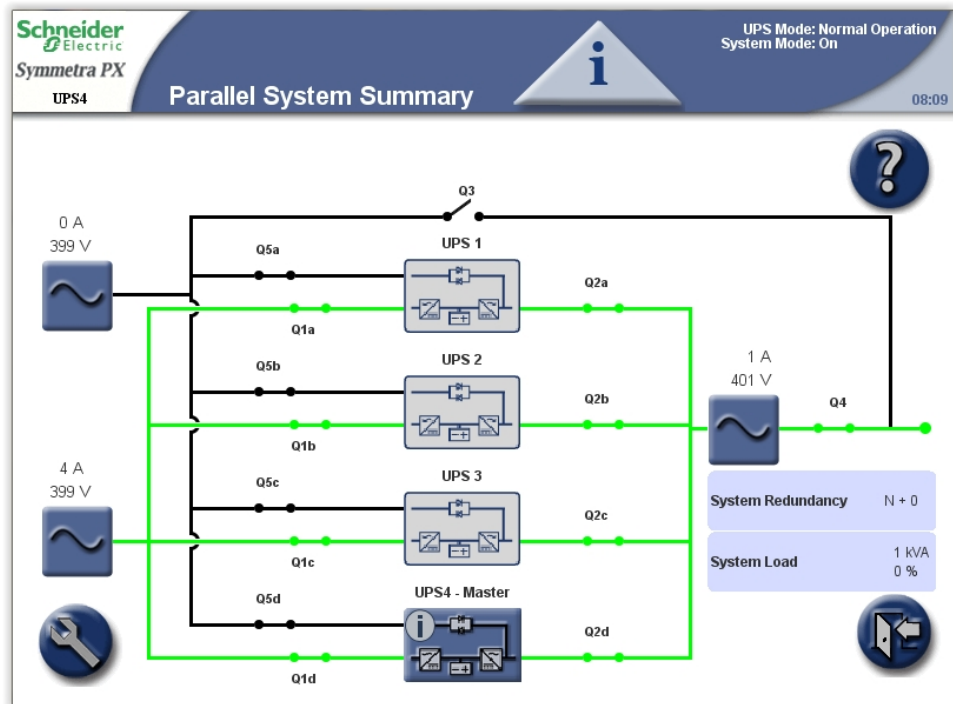 Schneider
Electric
Symmetra PX
UPS4
Parallel System Summary
i
UPS Mode: Normal Operation
System Mode: On
08:09
?
Q3
0 A
399 V
Q5a
UPS 1
Q1a
Q2a
Q5b
UPS 2
Q1b
Q2b
1 A
401 V
Q4
4 A
399 V
Q5c
UPS 3
Q1c
Q2c
System Redundancy N + 0
System Load 1 kVA
0 %
Q5d
UPS4 - Master
i
Q1d
Q2d